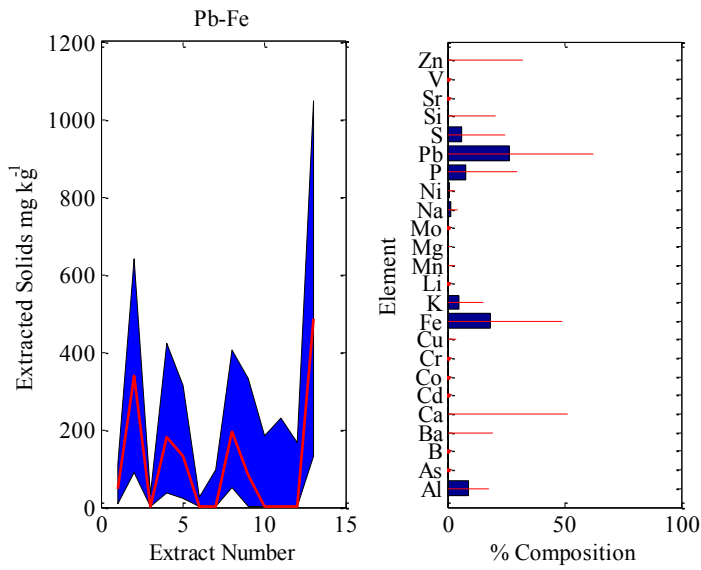 Pb-Fe
1200
1000
800
600
400
200
0
0 5 10 15
Extracted Solids mg kg⁻¹
Extract Number
Zn
V
Sr
Si
S
Pb
P
Ni
Na
Mo
Mg
Mn
Li
K
Fe
Cu
Cr
Co
Cd
Ca
Ba
B
As
Al
Element
0 50 100
% Composition